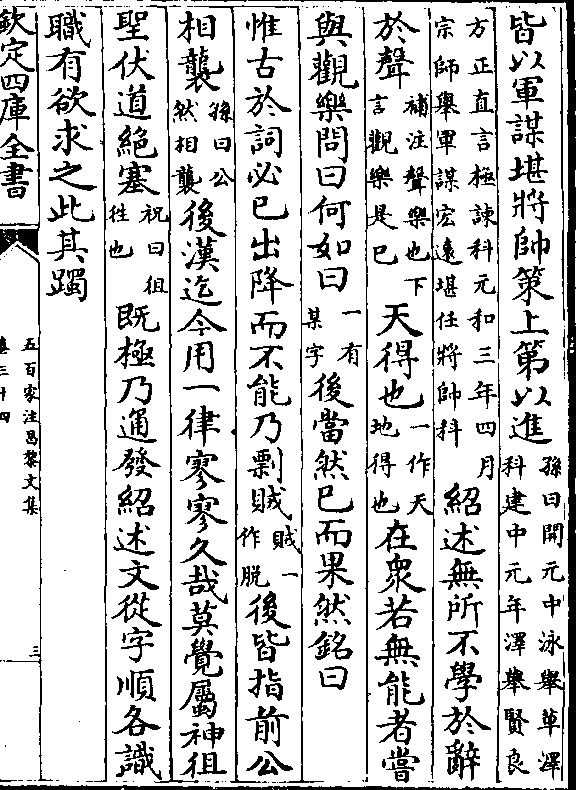 皆以軍謀堪將帥策上第以進孫曰開元中泳舉草澤科建中元年澤舉賢良
方正直言極諫科元和三年四月宗師舉軍謀宏遠堪任將帥科紹述無所不學於辭
於聲補注聲樂也下言觀樂是已天得也一作天地得也在衆若無能者嘗
與觀樂問曰何如曰一有某字後當然已而果然銘曰
惟古於詞必已出降而不能乃剽賊賊一作脫後皆指前公
相襲孫曰公然相襲後漢迄今用一律寥寥久哉莫覺屬神徂
聖伏道絕塞祝曰徂徃也既極乃通發紹述文從字順各識
職有欲求之此其躅
欽定四庫全書
五百家注昌黎文集
卷三十四
三